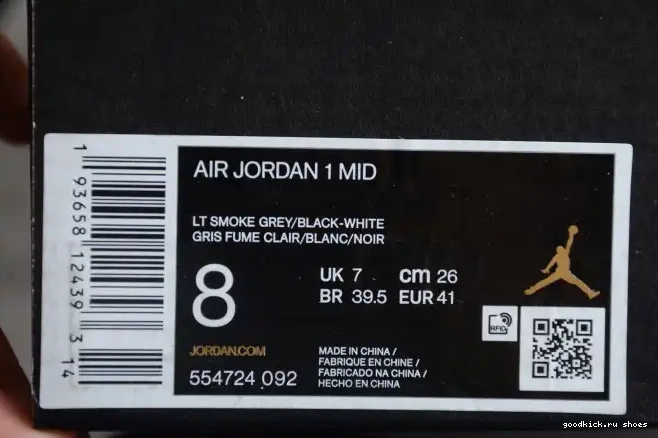 1 93658 12439 3 14
AIR JORDAN 1 MID
LT SMOKE GREY/BLACK-WHITE
GRIS FUME CLAIR/BLANC/NOIR
8
UK 7 cm 26
BR 39.5 EUR 41
JORDAN.COM
554724 092
MADE IN CHINA /
FABRIQUE EN CHINE /
FABRICADO NA CHINA /
HECHO EN CHINA
RFID
goodkick.ru shoes